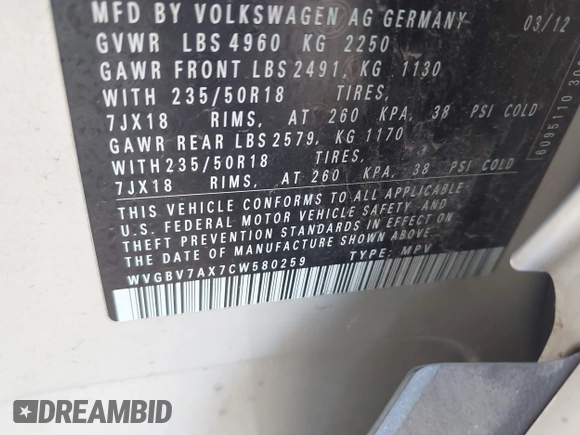 MFD BY VOLKSWAGEN AG GERMANY 03/12
GVWR LBS 4960 KG 2250
GAWR FRONT LBS 2491, KG 1130
WITH 235/50R18 TIRES,
7JX18 RIMS, AT 260 KPA, 38 PSI COLD
GAWR REAR LBS 2579, KG 1170
WITH235/50R18 TIRES,
7JX18 RIMS, AT 260 KPA, 38 PSI COLD
THIS VEHICLE CONFORMS TO ALL APPLICABLE
U.S. FEDERAL MOTOR VEHICLE SAFETY AND
THEFT PREVENTION STANDARDS IN EFFECT ON
THE DATE OF MANUFACTURE SHOWN ABOVE.
WVGBV7AX7CW580259 TYPE: MPV
6095110
DREAMBID